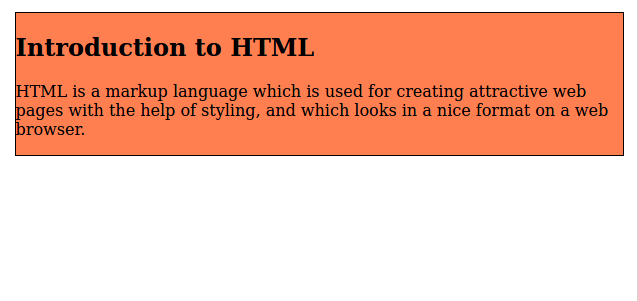 Introduction to HTML
HTML is a markup language which is used for creating attractive web
pages with the help of styling, and which looks in a nice format on a web
browser.